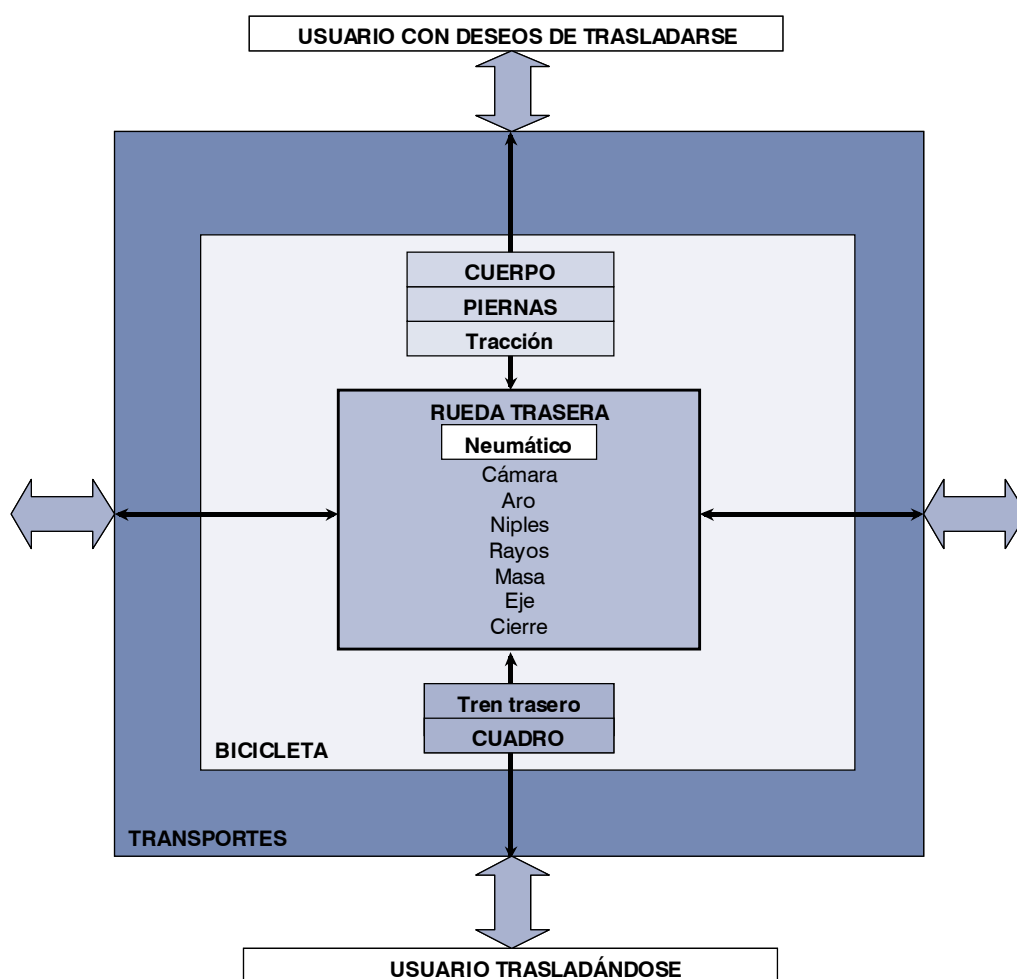 USUARIO CON DESEOS DE TRASLADARSE
CUERPO
PIERNAS
Tracción
RUEDA TRASERA
Neumático
Cámara
Aro
Niples
Rayos
Masa
Eje
Cierre
Tren trasero
CUADRO
BICICLETA
TRANSPORTES
USUARIO TRASLADÁNDOSE